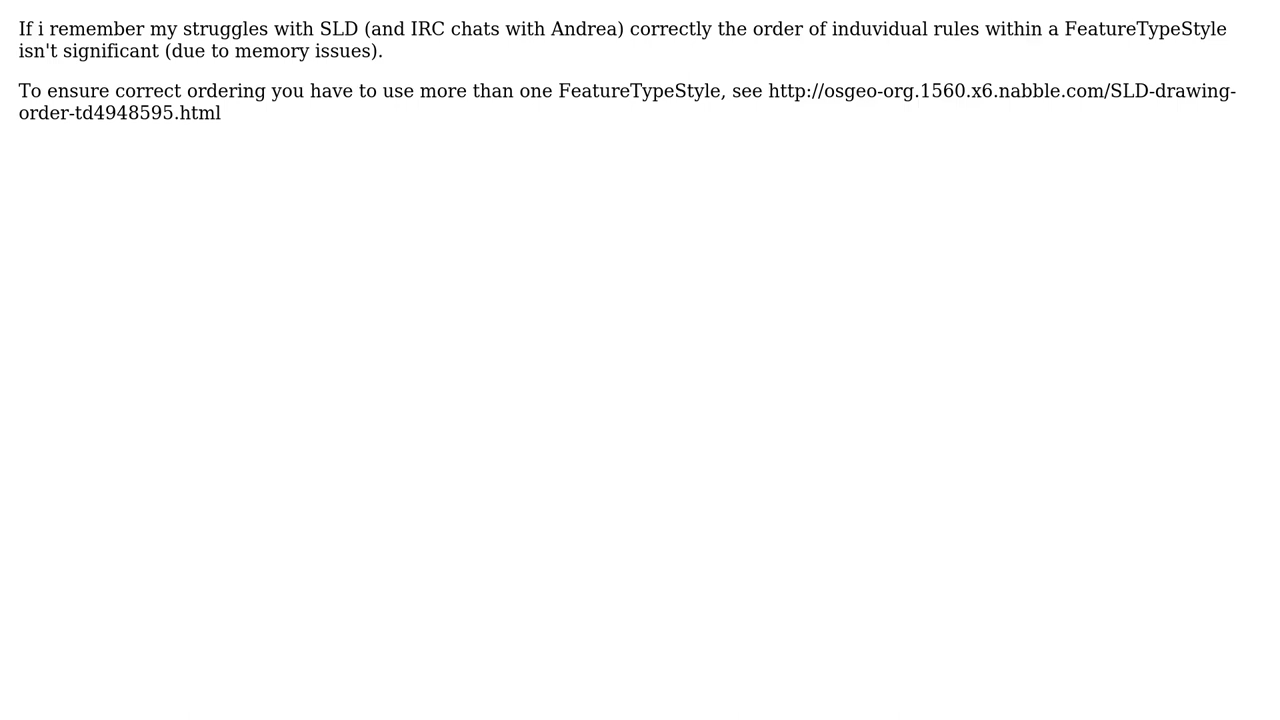 If i remember my struggles with SLD (and IRC chats with Andrea) correctly the order of induvidual rules within a FeatureTypeStyle
isn't significant (due to memory issues).
To ensure correct ordering you have to use more than one FeatureTypeStyle, see http://osgeo-org.1560.x6.nabble.com/SLD-drawing-
order-td4948595.html